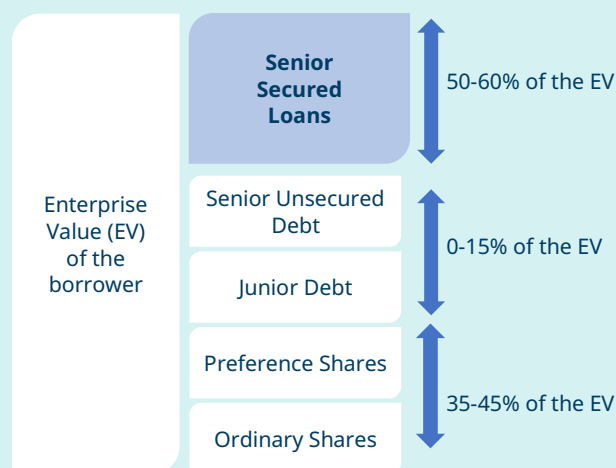 Senior
Secured
Loans
50-60% of the EV
Enterprise
Value (EV)
of the
borrower
Senior Unsecured
Debt
0-15% of the EV
Junior Debt
Preference Shares
35-45% of the EV
Ordinary Shares